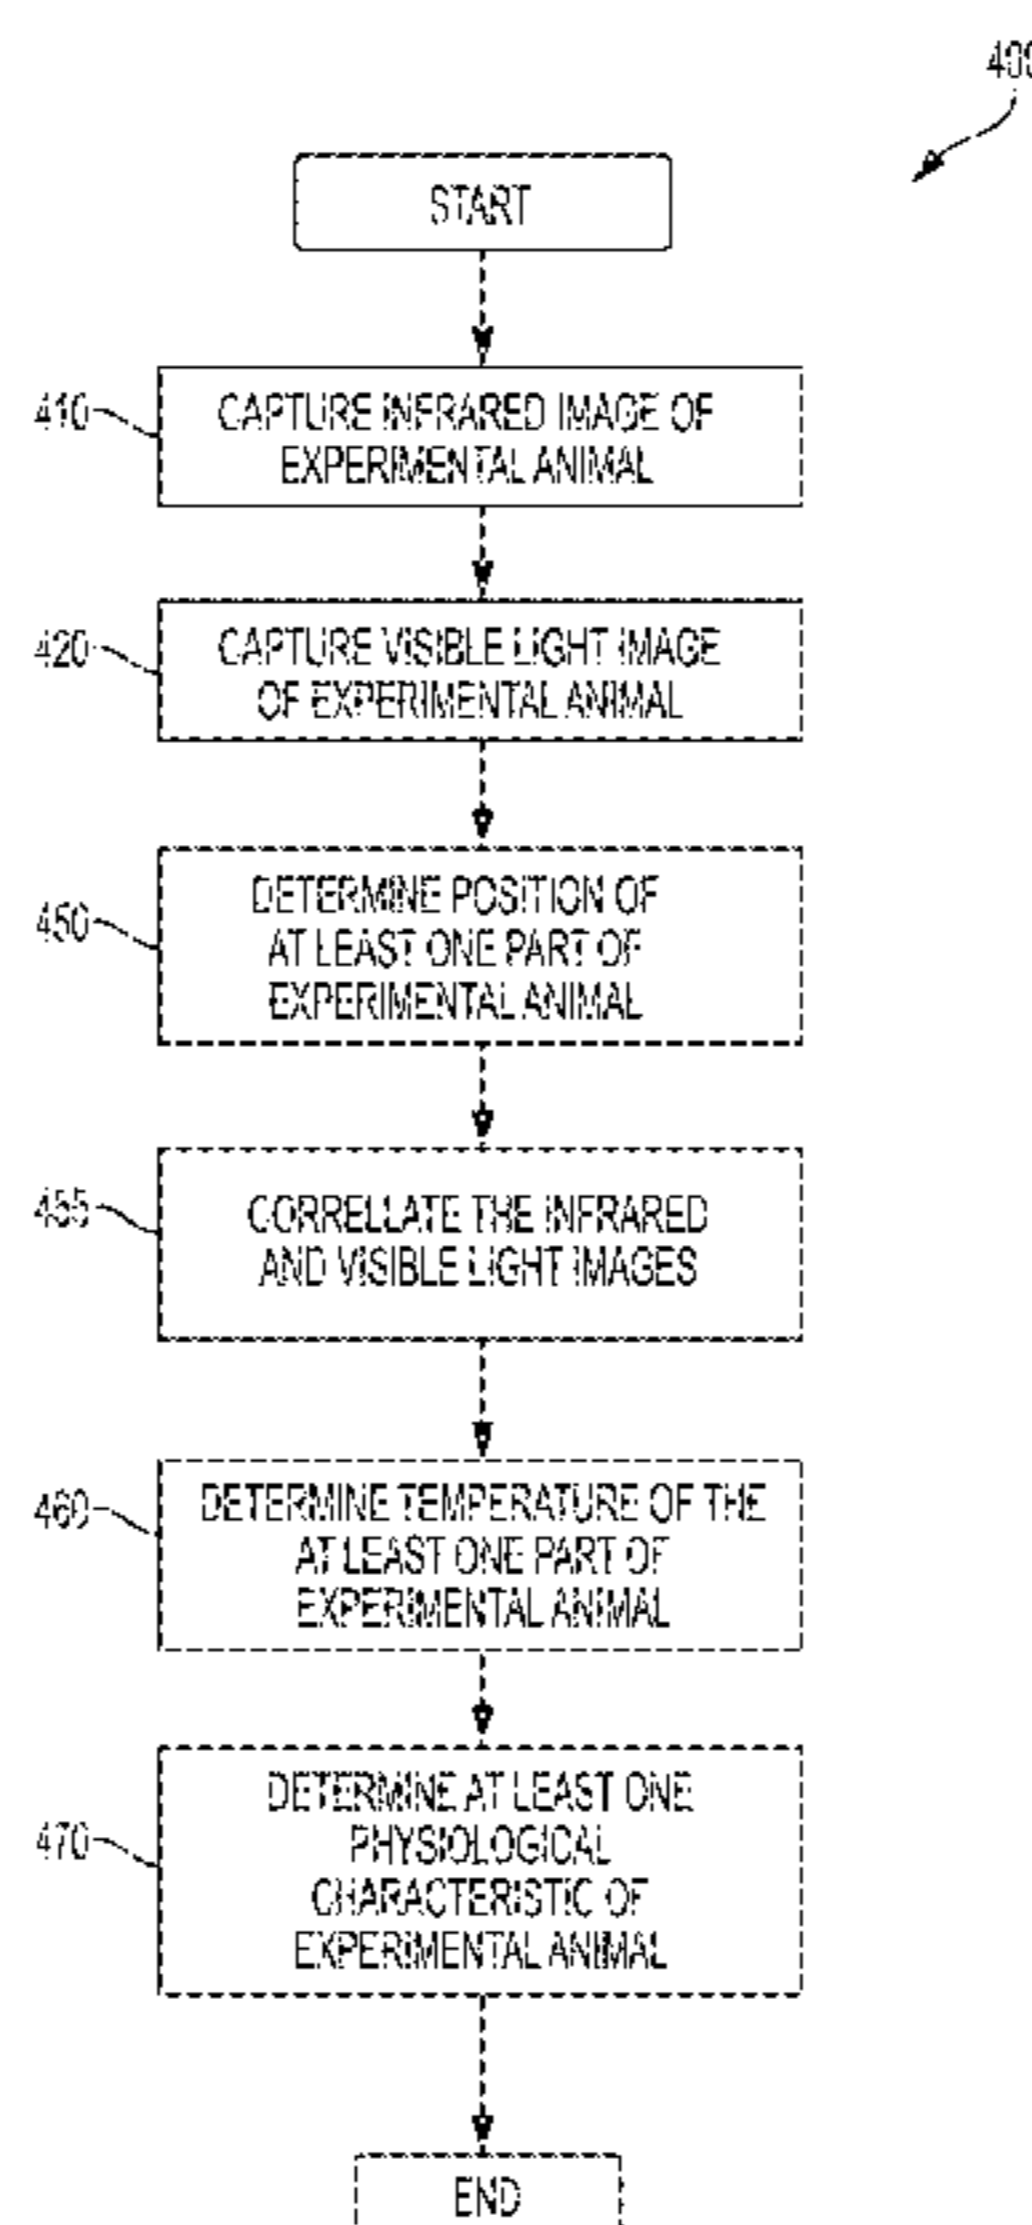 400
START
410
CAPTURE INFRARED IMAGE OF
EXPERIMENTAL ANIMAL
420
CAPTURE VISIBLE LIGHT IMAGE
OF EXPERIMENTAL ANIMAL
450
DETERMINE POSITION OF
AT LEAST ONE PART OF
EXPERIMENTAL ANIMAL
455
CORRELLATE THE INFRARED
AND VISIBLE LIGHT IMAGES
460
DETERMINE TEMPERATURE OF THE
AT LEAST ONE PART OF
EXPERIMENTAL ANIMAL
470
DETERMINE AT LEAST ONE
PHYSIOLOGICAL
CHARACTERISTIC OF
EXPERIMENTAL ANIMAL
END